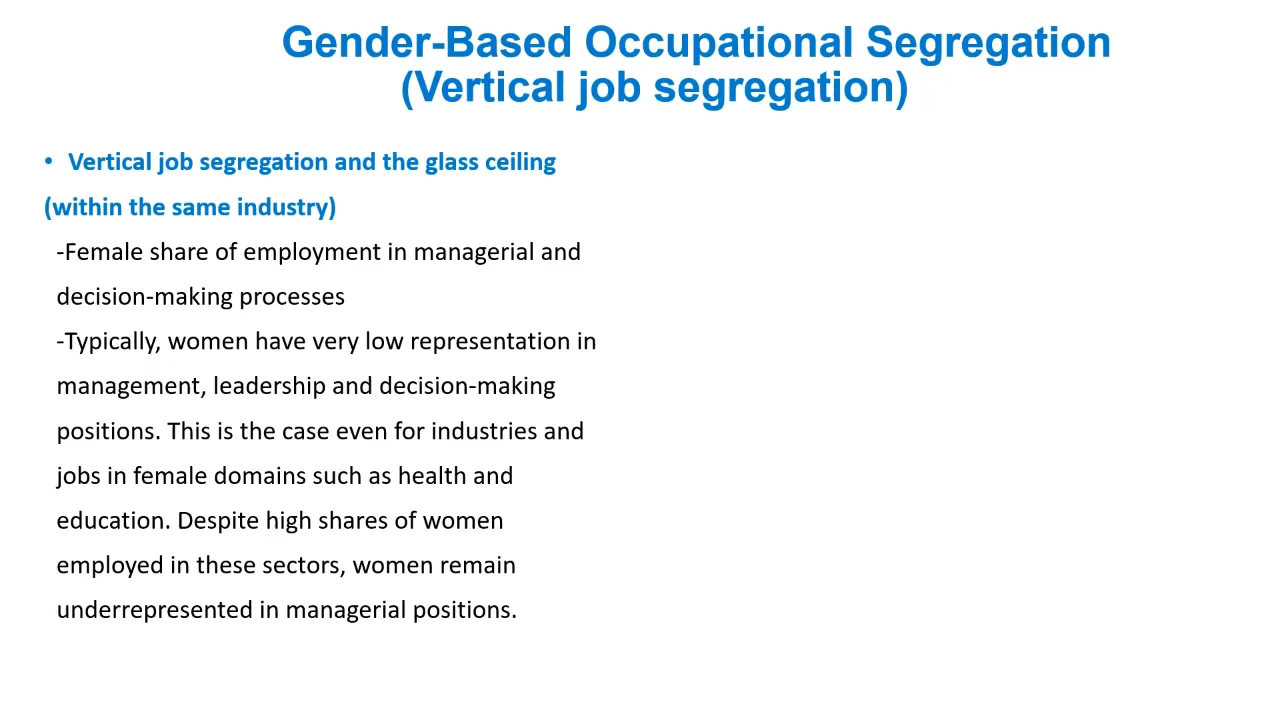 Gender-Based Occupational Segregation
(Vertical job segregation)
• Vertical job segregation and the glass ceiling
(within the same industry)
-Female share of employment in managerial and
decision-making processes
-Typically, women have very low representation in
management, leadership and decision-making
positions. This is the case even for industries and
jobs in female domains such as health and
education. Despite high shares of women
employed in these sectors, women remain
underrepresented in managerial positions.